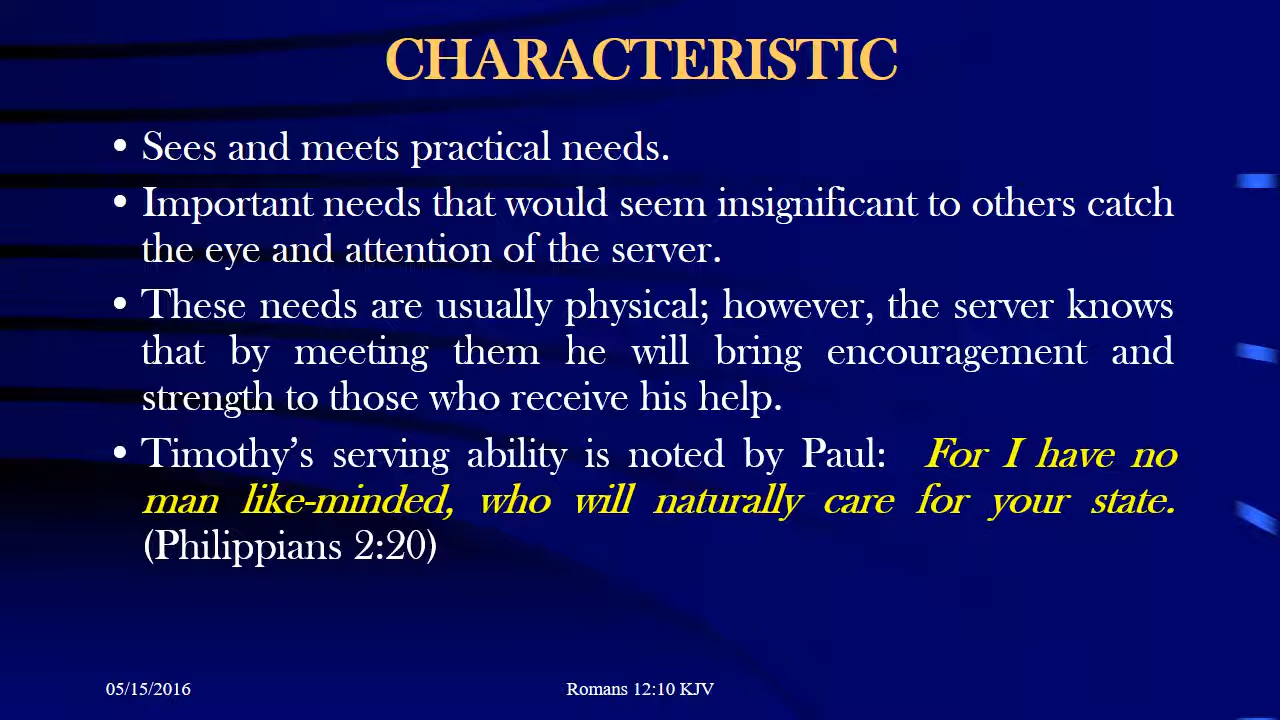 CHARACTERISTIC
• Sees and meets practical needs.
• Important needs that would seem insignificant to others catch
the eye and attention of the server.
• These needs are usually physical; however, the server knows
that by meeting them he will bring encouragement and
strength to those who receive his help.
• Timothy’s serving ability is noted by Paul: For I have no
man like-minded, who will naturally care for your state.
(Philippians 2:20)
05/15/2016
Romans 12:10 KJV